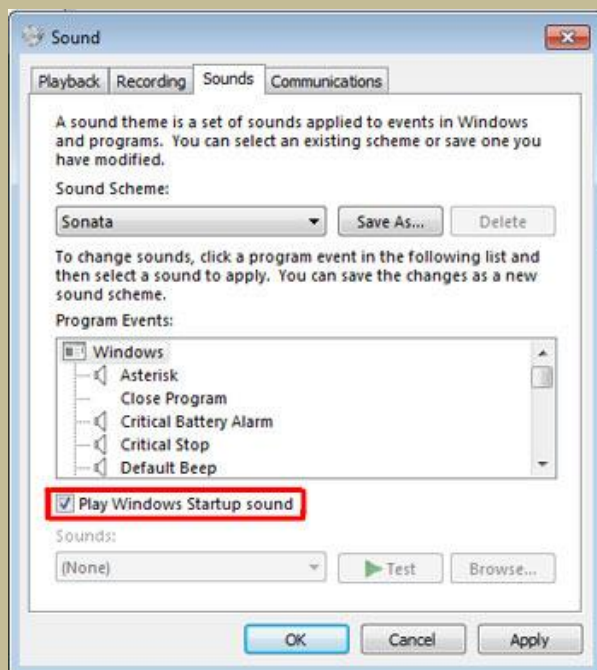 Sound
Playback Recording Sounds Communications
A sound theme is a set of sounds applied to events in Windows
and programs. You can select an existing scheme or save one you
have modified.
Sound Scheme:
Sonata Save As... Delete
To change sounds, click a program event in the following list and
then select a sound to apply. You can save the changes as a new
sound scheme.
Program Events:
Windows
Asterisk
Close Program
Critical Battery Alarm
Critical Stop
Default Beep
Play Windows Startup sound
Sounds:
(None) Test Browse...
OK Cancel Apply